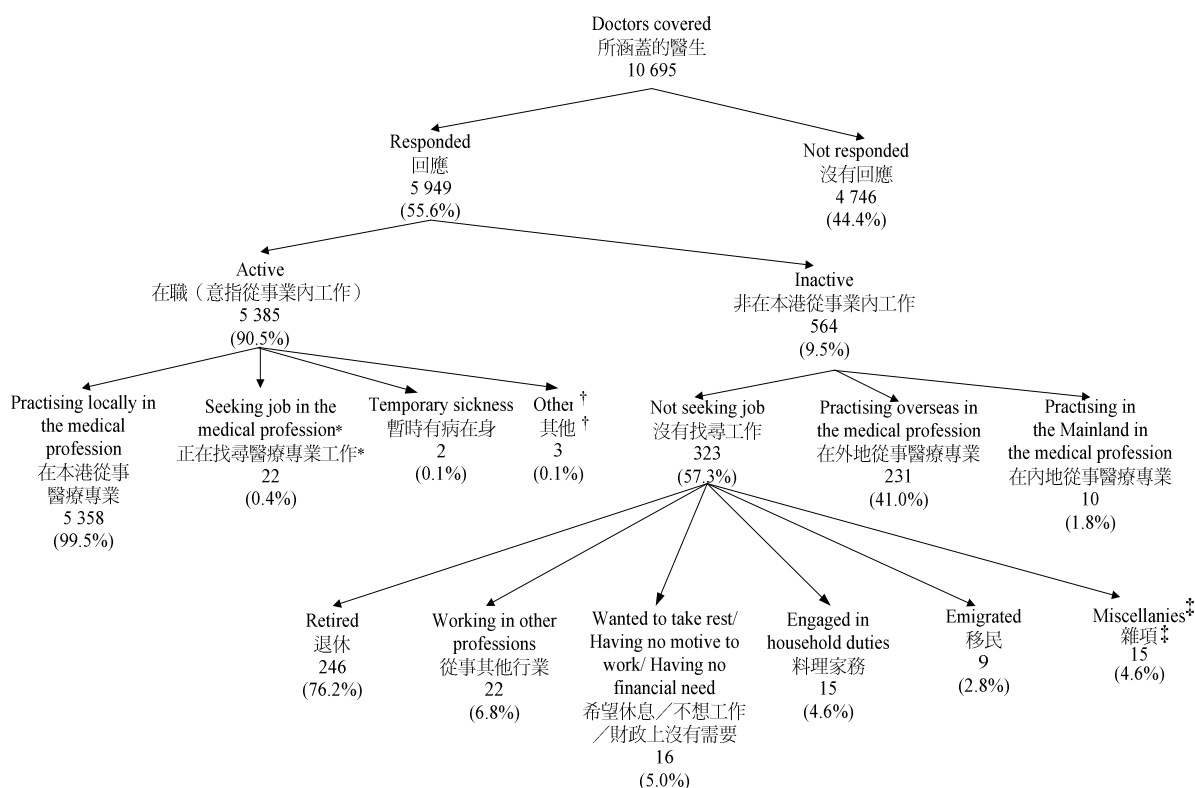 Doctors covered
所涵蓋的醫生
10 695
Responded
回應
5 949
(55.6%)
Not responded
沒有回應
4 746
(44.4%)
Active
在職（意指從事業內工作）
5 385
(90.5%)
Inactive
非在本港從事業內工作
564
(9.5%)
Practising locally in
the medical
profession
在本港從事
醫療專業
5 358
(99.5%)
Seeking job in the
medical profession*
正在找尋醫療專業工作*
22
(0.4%)
Temporary sickness
暫時有病在身
2
(0.1%)
Other †
其他 †
3
(0.1%)
Not seeking job
沒有找尋工作
323
(57.3%)
Practising overseas in
the medical profession
在外地從事醫療專業
231
(41.0%)
Practising in
the Mainland in
the medical profession
在內地從事醫療專業
10
(1.8%)
Retired
退休
246
(76.2%)
Working in other
professions
從事其他行業
22
(6.8%)
Wanted to take rest/
Having no motive to
work/ Having no
financial need
希望休息／不想工作
／財政上沒有需要
16
(5.0%)
Engaged in
household duties
料理家務
15
(4.6%)
Emigrated
移民
9
(2.8%)
Miscellanies‡
雜項‡
15
(4.6%)